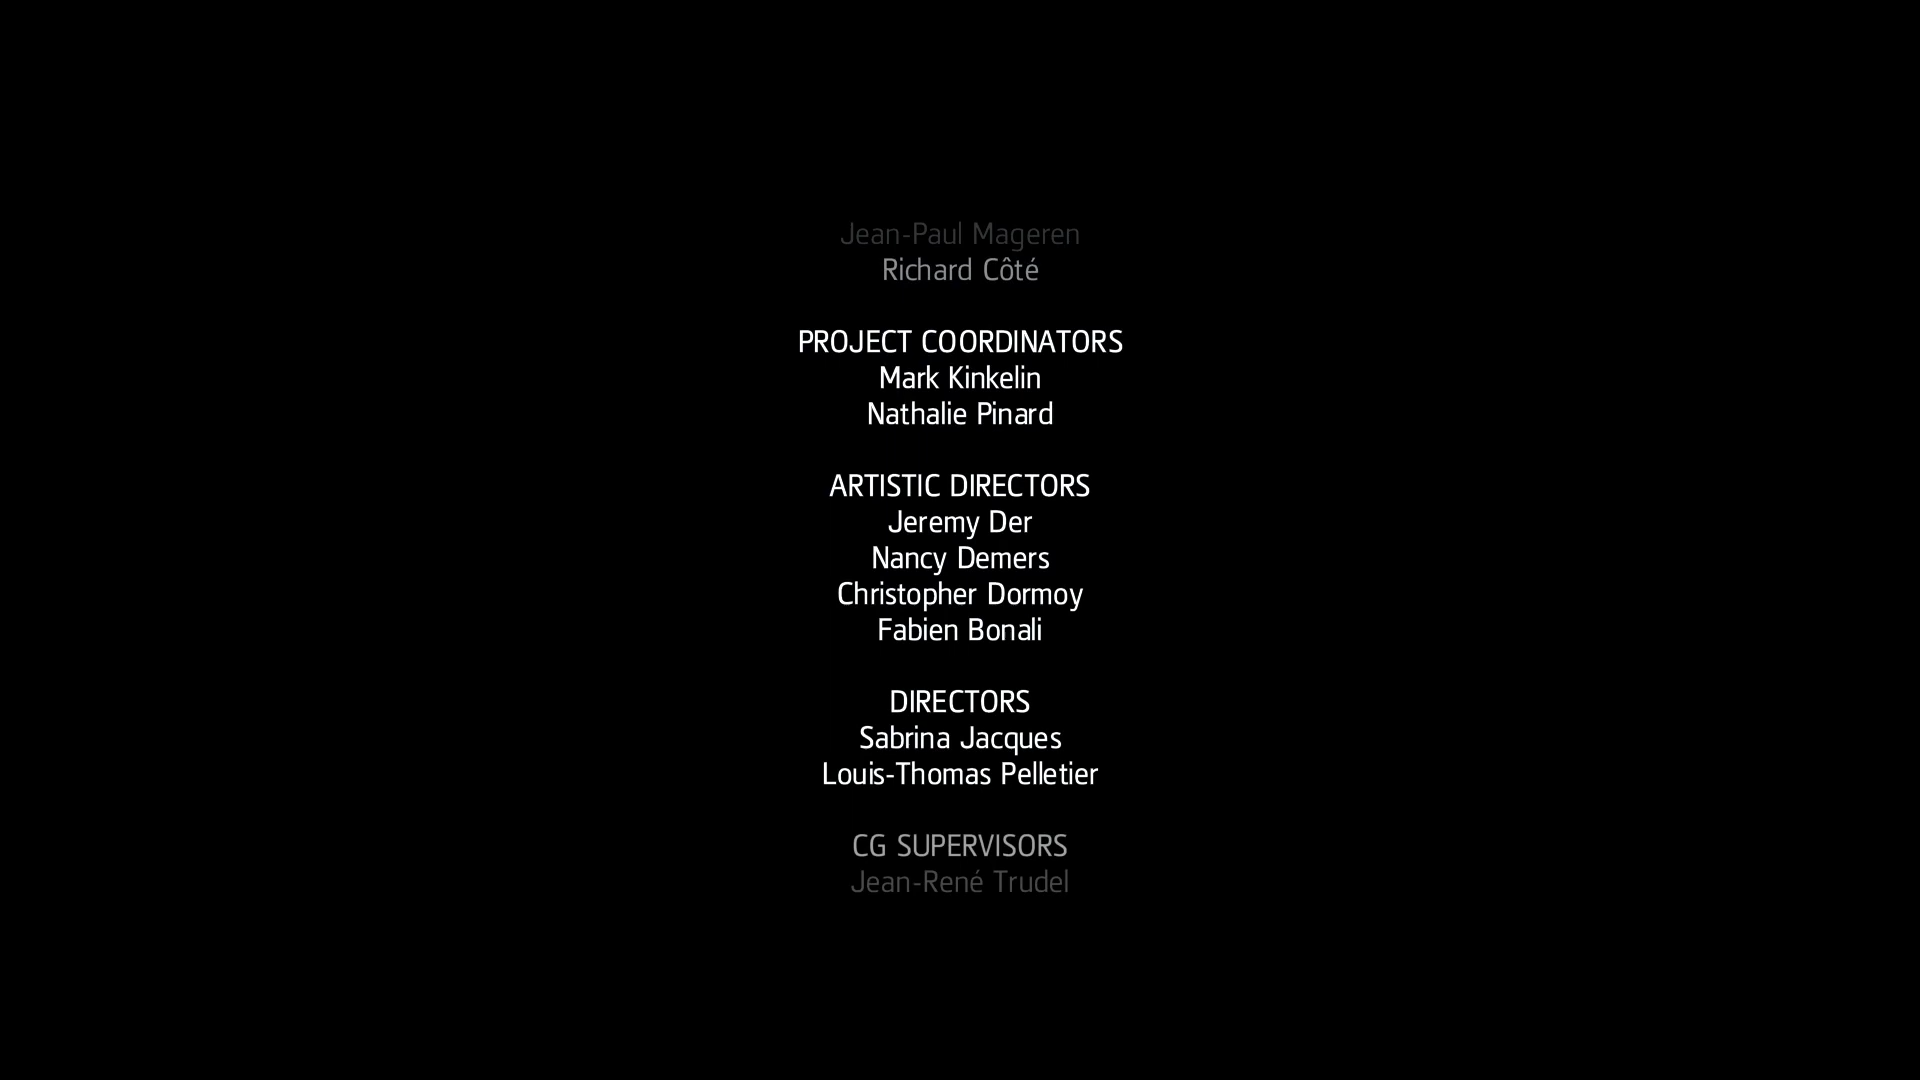 Jean-Paul Mageren
Richard Côté
PROJECT COORDINATORS
Mark Kinkelin
Nathalie Pinard
ARTISTIC DIRECTORS
Jeremy Der
Nancy Demers
Christopher Dormoy
Fabien Bonali
DIRECTORS
Sabrina Jacques
Louis-Thomas Pelletier
CG SUPERVISORS
Jean-René Trudel